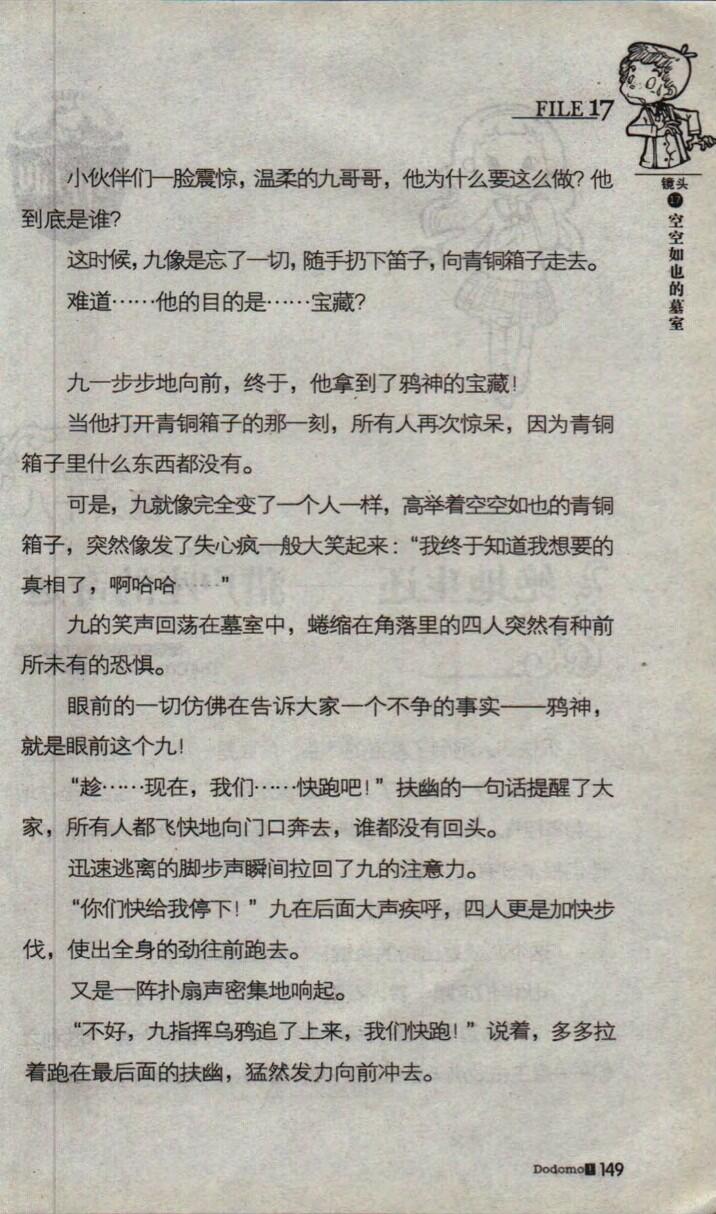 FILE 17
镜头
17
空空如也的墓室
小伙伴们一脸震惊，温柔的九哥哥，他为什么要这么做？他
到底是谁？
这时候，九像是忘了一切，随手扔下笛子，向青铜箱子走去。
难道……他的目的是……宝藏？
九一步步地向前，终于，他拿到了鸦神的宝藏！
当他打开青铜箱子的那一刻，所有人再次惊呆，因为青铜
箱子里什么东西都没有。
可是，九就像完全变了一个人一样，高举着空空如也的青铜
箱子，突然像发了失心疯一般大笑起来：“我终于知道我想要的
真相了，啊哈哈……”
九的笑声回荡在墓室中，蜷缩在角落里的四人突然有种前
所未有的恐惧。
眼前的一切仿佛在告诉大家一个不争的事实——鸦神，
就是眼前这个九！
“趁……现在，我们……快跑吧！”扶幽的一句话提醒了大
家，所有人都飞快地向门口奔去，谁都没有回头。
迅速逃离的脚步声瞬间拉回了九的注意力。
“你们快给我停下！”九在后面大声疾呼，四人更是加快步
伐，使出全身的劲往前跑去。
又是一阵扑扇声密集地响起。
“不好，九指挥乌鸦追了上来，我们快跑！”说着，多多拉
着跑在最后面的扶幽，猛然发力向前冲去。
Dodomo 1 149